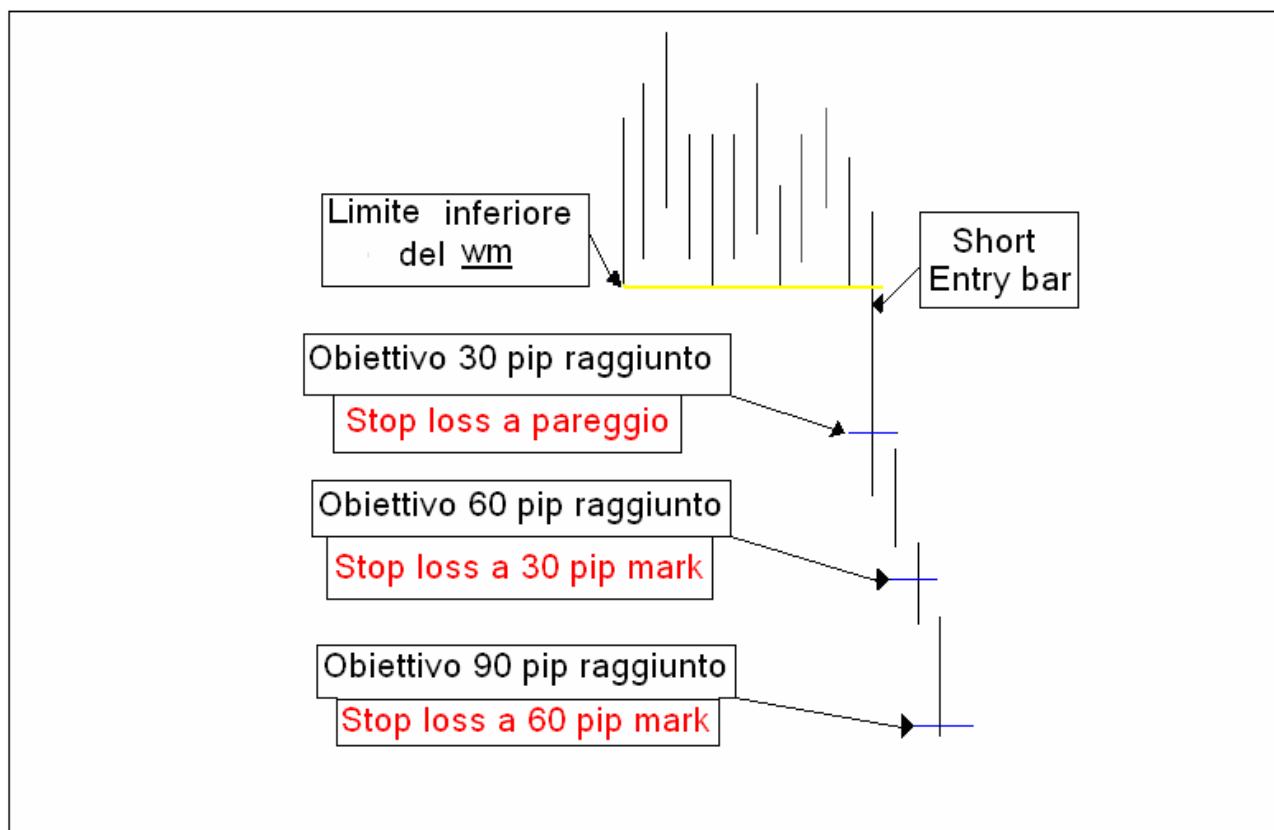 Limite inferiore
del wm
Short
Entry bar
Obiettivo 30 pip raggiunto
Stop loss a pareggio
Obiettivo 60 pip raggiunto
Stop loss a 30 pip mark
Obiettivo 90 pip raggiunto
Stop loss a 60 pip mark